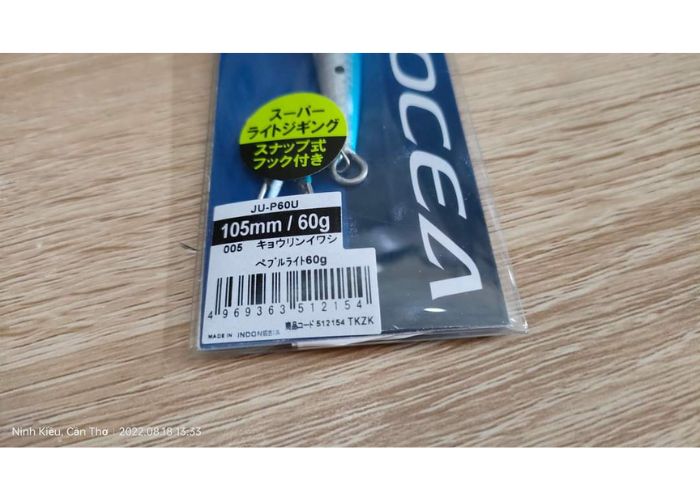 OCEA
スーパー
ライトジギング
スナップ式
フック付き
JU-P60U
105mm / 60g
005 キョウリンイワシ
ペブルライト60g
4 969363 512154
商品コード 512154 TKZK
MADE IN INDONESIA
Ninh Kiều, Cần Thơ | 2022.08.18 13:33